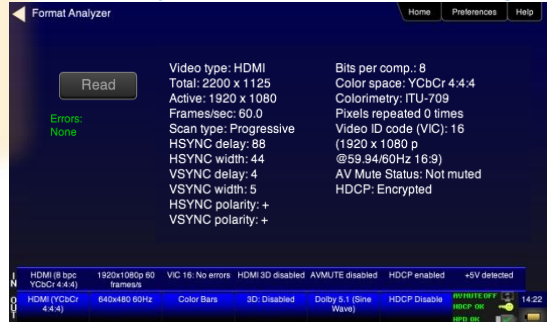 Format Analyzer
Home Preferences Help
Read
Errors:
None
Video type: HDMI
Total: 2200 x 1125
Active: 1920 x 1080
Frames/sec: 60.0
Scan type: Progressive
HSYNC delay: 88
HSYNC width: 44
VSYNC delay: 4
VSYNC width: 5
HSYNC polarity: +
VSYNC polarity: +
Bits per comp.: 8
Color space: YCbCr 4:4:4
Colorimetry: ITU-709
Pixels repeated 0 times
Video ID code (VIC): 16
(1920 x 1080 p
@59.94/60Hz 16:9)
AV Mute Status: Not muted
HDCP: Encrypted
IN
HDMI (8 bpc
YCbCr 4:4:4)
1920x1080p 60
frames/s
VIC 16: No errors
HDMI 3D disabled
AVMUTE disabled
HDCP enabled
+5V detected
OUT
HDMI (YCbCr
4:4:4)
640x480 60Hz
Color Bars
3D: Disabled
Dolby 5.1 (Sine
Wave)
HDCP Disable
AVMUTE OFF
HDCP OK
HPD OK
14:22